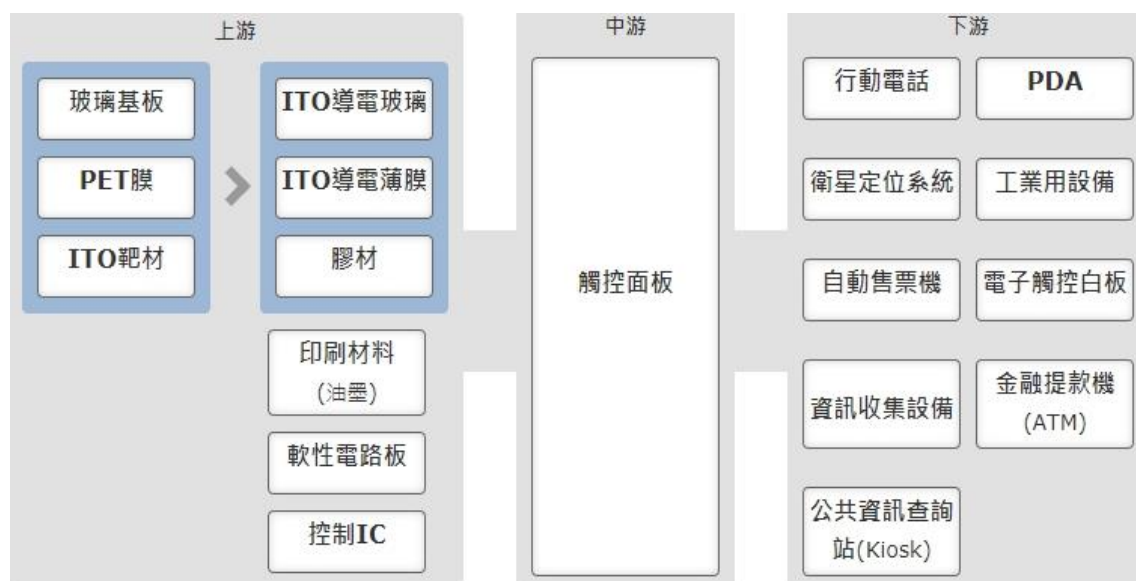 上游
玻璃基板
PET膜
ITO靶材
ITO導電玻璃
ITO導電薄膜
膠材
印刷材料
(油墨)
軟性電路板
控制IC
中游
觸控面板
下游
行動電話
PDA
衛星定位系統
工業用設備
自動售票機
電子觸控白板
資訊收集設備
金融提款機
(ATM)
公共資訊查詢
站(Kiosk)